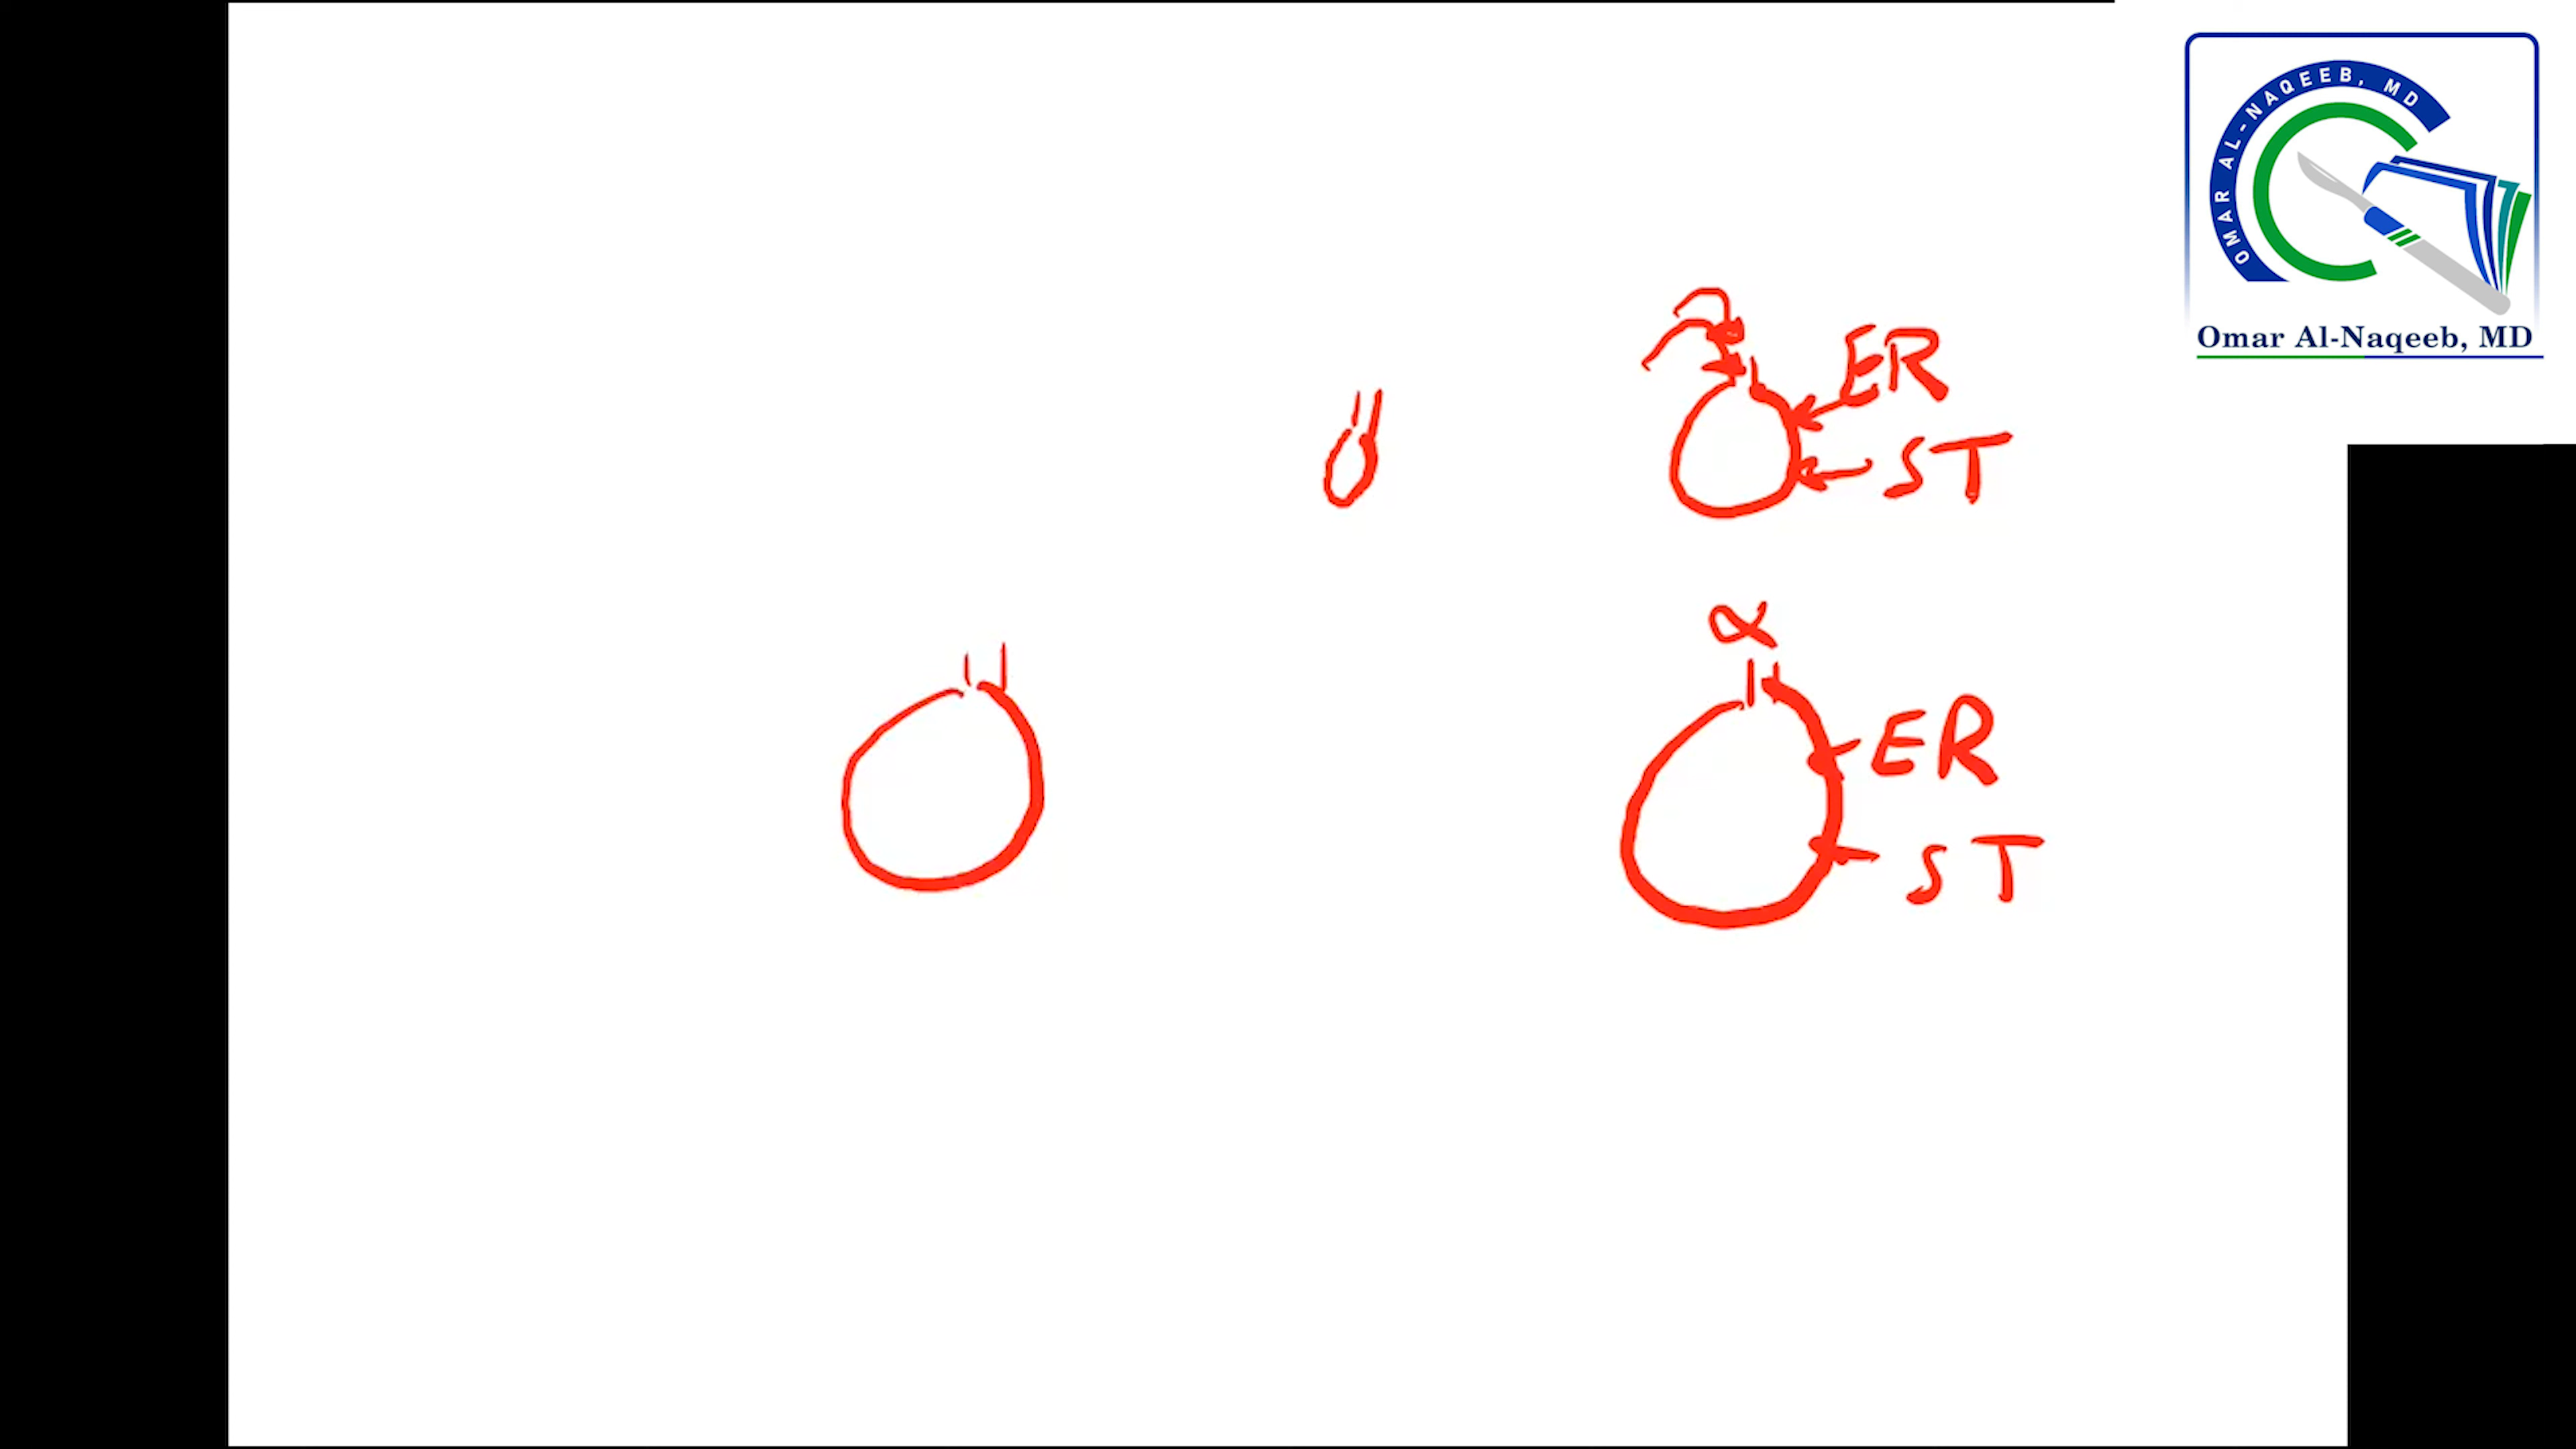 OMAR AL-NAQEEB, MD
Omar Al-Naqeeb, MD
ER
ST
α
ER
ST